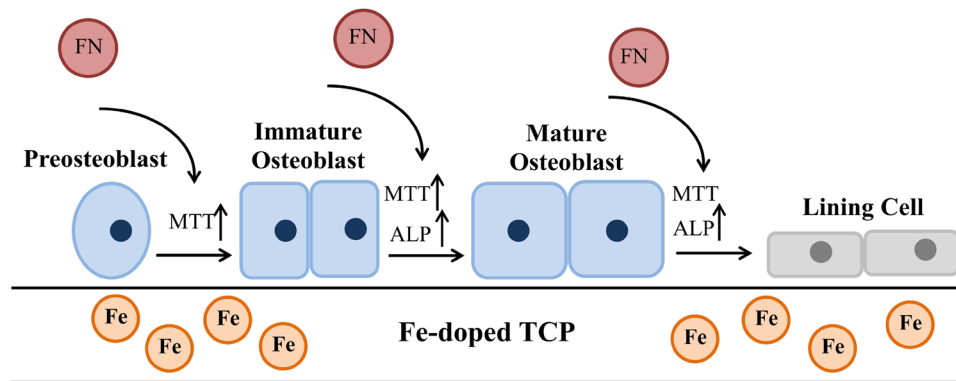 FN
FN
FN
Immature
Osteoblast
Mature
Osteoblast
Preosteoblast
MTT
MTT
ALP
MTT
ALP
Lining Cell
Fe
Fe
Fe
Fe
Fe-doped TCP
Fe
Fe
Fe
Fe